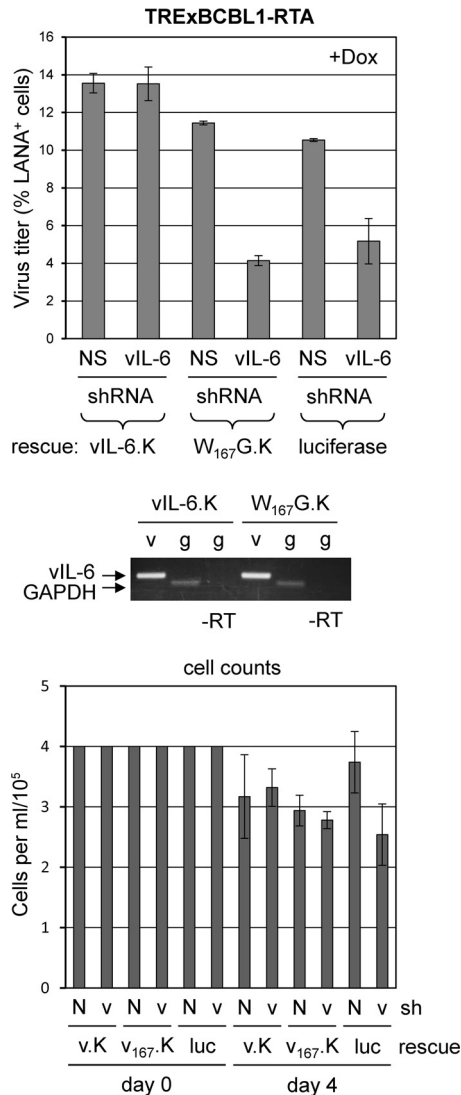 TRExBCBL1-RTA
+Dox
Virus titer (% LANA⁺ cells)
16
14
12
10
8
6
4
2
0
NS vIL-6 NS vIL-6 NS vIL-6
shRNA shRNA shRNA
rescue: vIL-6.K W₁₆₇G.K luciferase
vIL-6.K W₁₆₇G.K
v g g v g g
vIL-6
GAPDH
-RT -RT
cell counts
Cells per ml/10⁵
5
4
3
2
1
0
N v N v N v N v N v N v sh
v.K v₁₆₇.K luc v.K v₁₆₇.K luc rescue
day 0 day 4